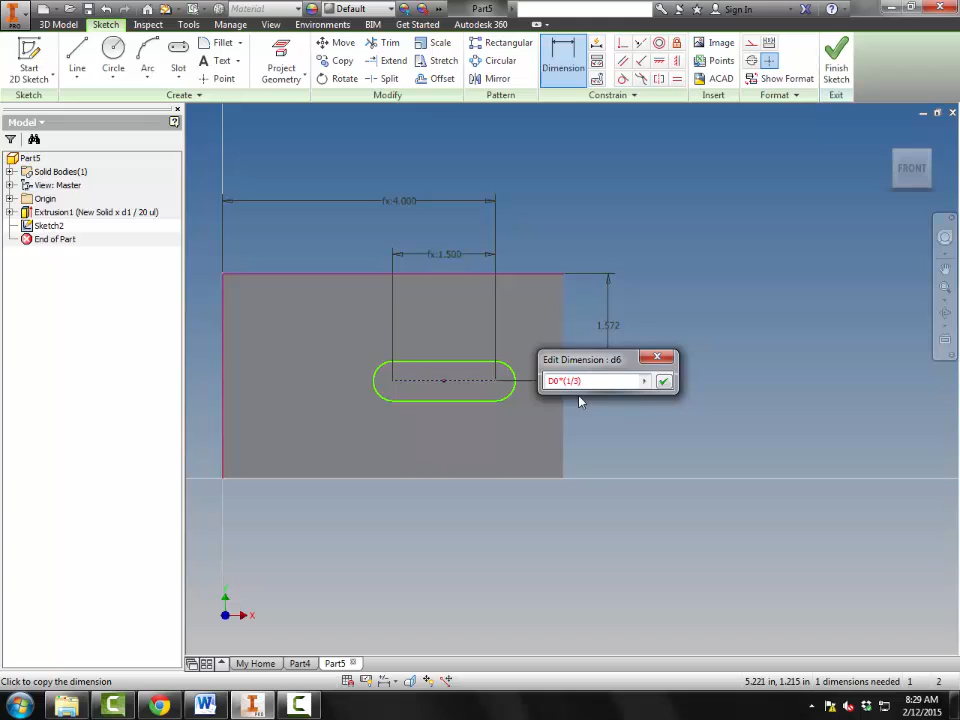 Material
Default
Part5
Sign In
PRO
3D Model
Sketch
Inspect
Tools
Manage
View
Environments
BIM
Get Started
Autodesk 360
Start
2D Sketch
Line
Circle
Arc
Slot
Fillet
Text
Point
Project
Geometry
Move
Copy
Rotate
Trim
Extend
Split
Scale
Stretch
Offset
Rectangular
Circular
Mirror
Dimension
Image
Points
ACAD
Show Format
Finish
Sketch
Sketch
Create
Modify
Pattern
Constrain
Insert
Format
Exit
Model
Part5
Solid Bodies(1)
View: Master
Origin
Extrusion1 (New Solid x d1 / 20 ul)
Sketch2
End of Part
FRONT
fx:4.000
fx:1.500
1.572
Edit Dimension : d6
D0*(1/3)
X
My Home
Part4
Part5
Click to copy the dimension
5.221 in, 1.215 in
1 dimensions needed
1
2
8:29 AM
2/12/2015